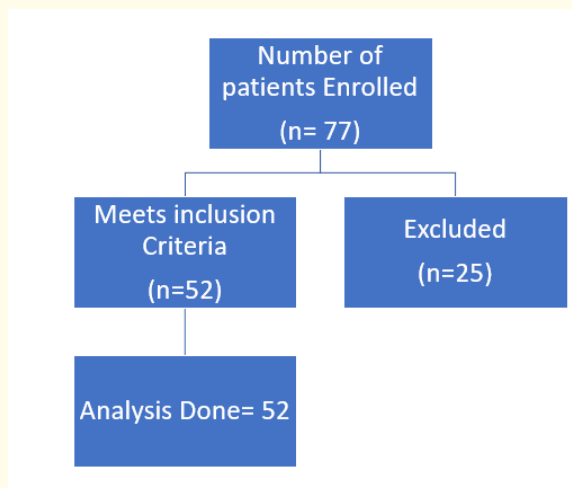 Number of
patients Enrolled
(n= 77)
Meets inclusion
Criteria
(n=52)
Excluded
(n=25)
Analysis Done= 52